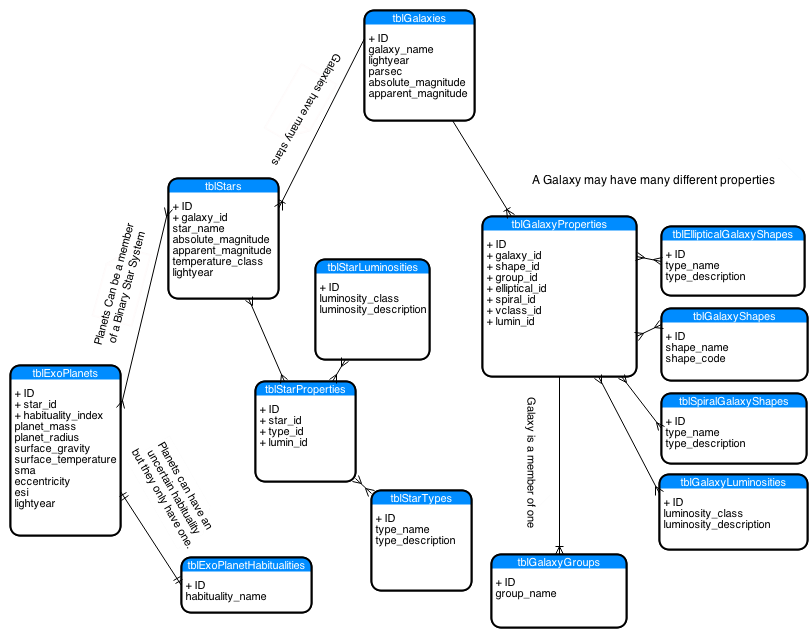 tblGalaxies
+ ID
galaxy_name
lightyear
parsec
absolute_magnitude
apparent_magnitude
Galaxies have many stars
A Galaxy may have many different properties
tblStars
+ ID
+ galaxy_id
star_name
absolute_magnitude
apparent_magnitude
temperature_class
lightyear
tblGalaxyProperties
+ ID
+ galaxy_id
+ shape_id
+ group_id
+ elliptical_id
+ spiral_id
+ vclass_id
+ lumin_id
tblEllipticalGalaxyShapes
+ ID
type_name
type_description
Planets Can be a member
of a Binary Star System
tblStarLuminosities
+ ID
luminosity_class
luminosity_description
tblGalaxyShapes
+ ID
shape_name
shape_code
tblExoPlanets
+ ID
+ star_id
+ habituality_index
planet_mass
planet_radius
surface_gravity
surface_temperature
sma
eccentricity
esi
lightyear
tblStarProperties
+ ID
+ star_id
+ type_id
+ lumin_id
tblSpiralGalaxyShapes
+ ID
type_name
type_description
Galaxy is a member of one
Planets can have an
uncertain habituality
but they only have one.
tblStarTypes
+ ID
type_name
type_description
tblGalaxyLuminosities
+ ID
luminosity_class
luminosity_description
tblExoPlanetHabitualities
+ ID
habituality_name
tblGalaxyGroups
+ ID
group_name